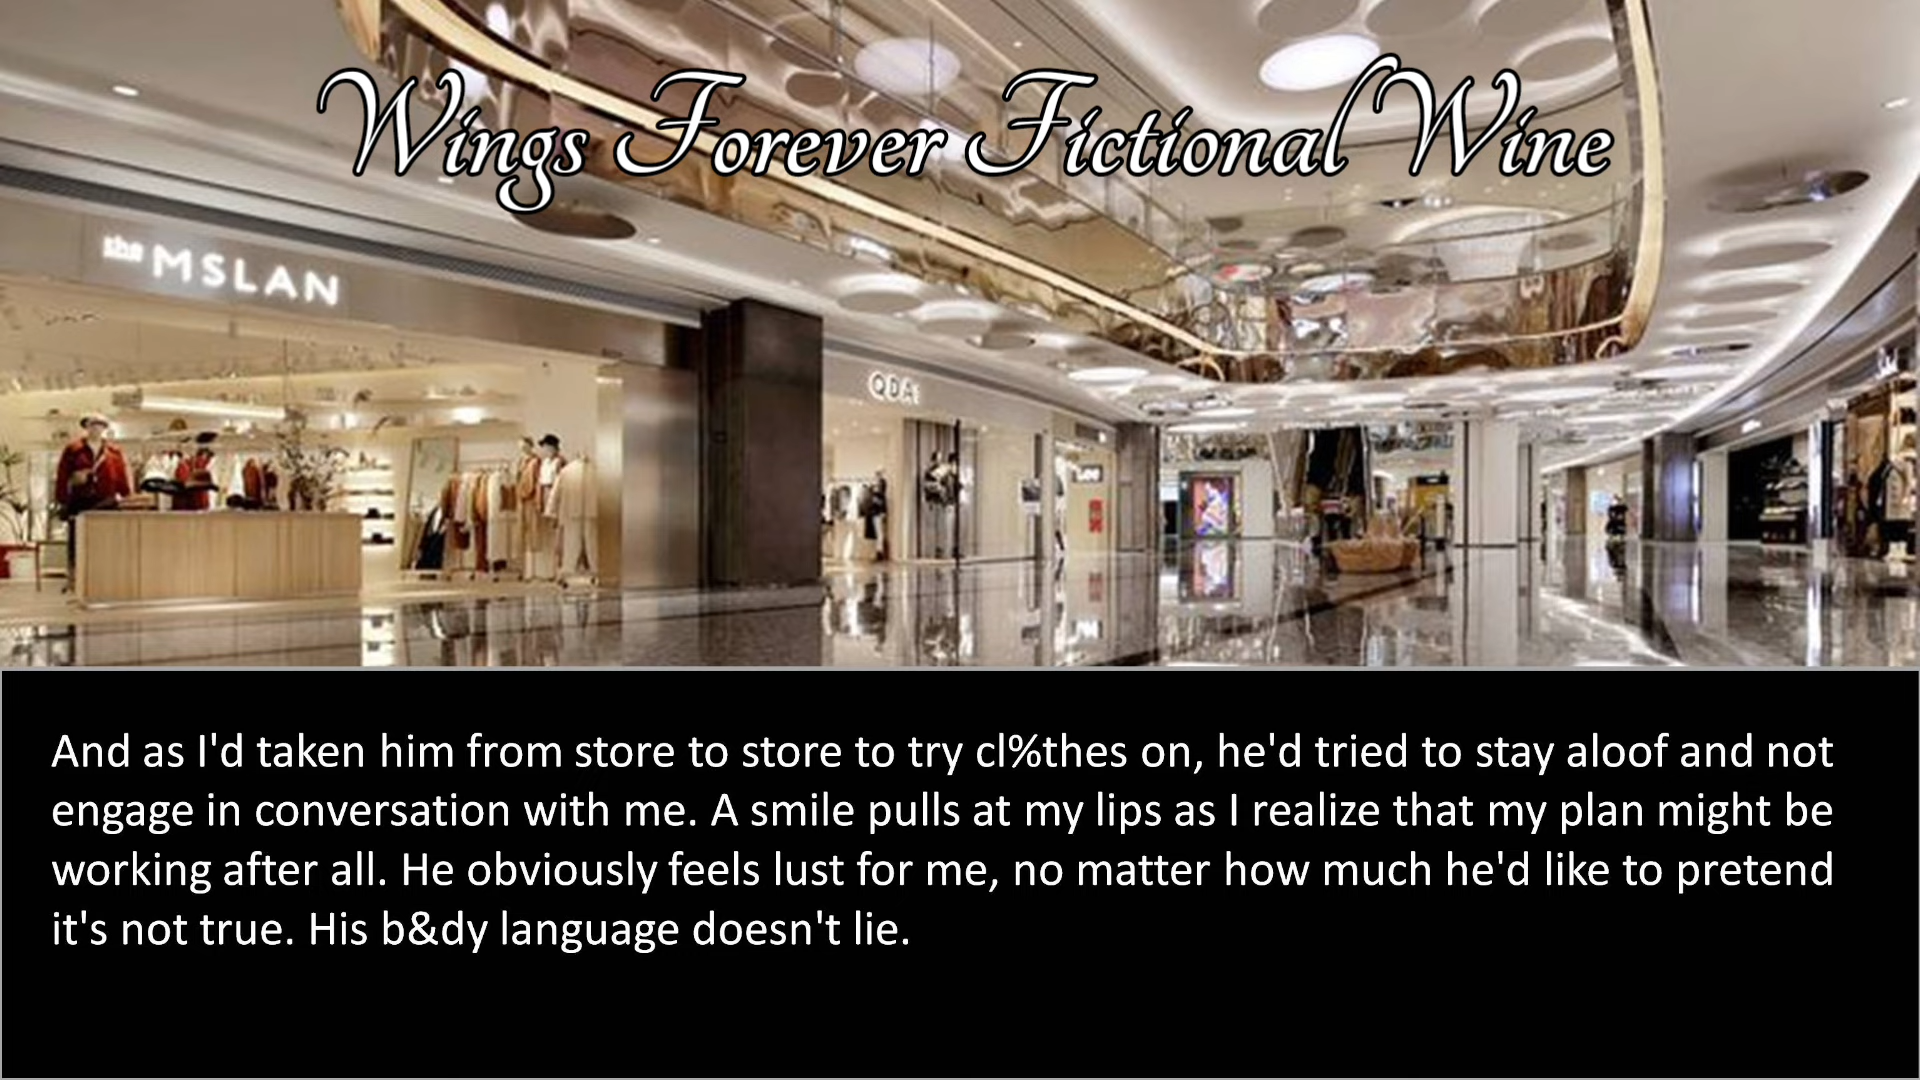 Wings Forever Fictional Wine
the MSLAN
QDA
Lee
And as I'd taken him from store to store to try cl%thes on, he'd tried to stay aloof and not
engage in conversation with me. A smile pulls at my lips as I realize that my plan might be
working after all. He obviously feels lust for me, no matter how much he'd like to pretend
it's not true. His b&dy language doesn't lie.